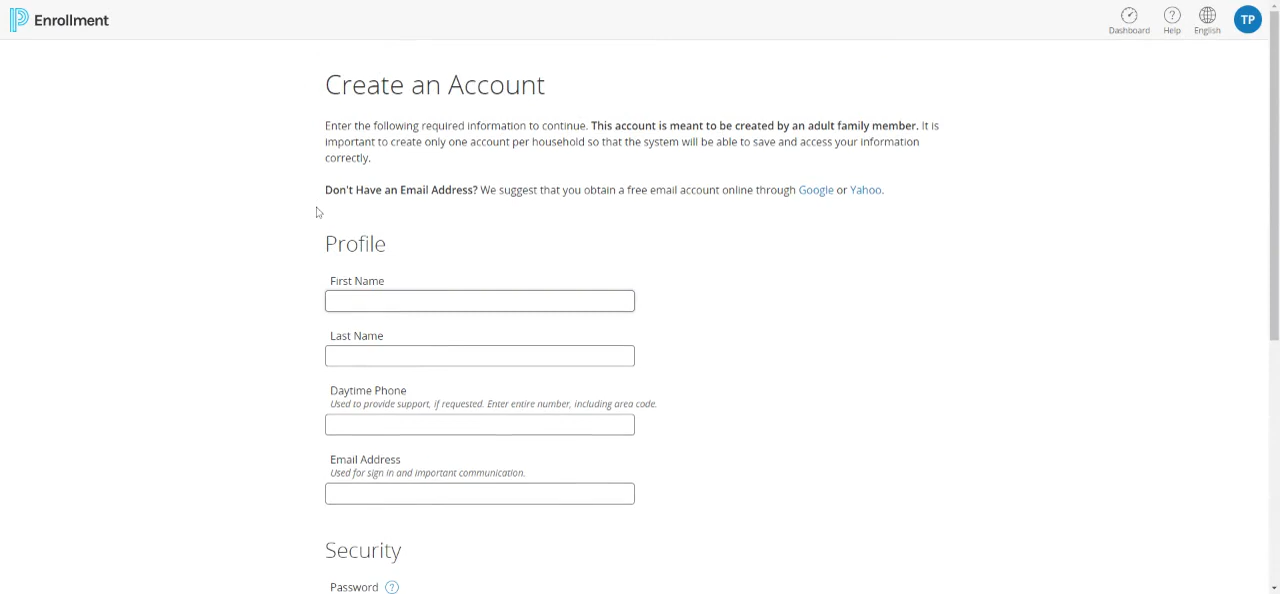 Enrollment
Dashboard
Help
English
TP
Create an Account
Enter the following required information to continue. This account is meant to be created by an adult family member. It is
important to create only one account per household so that the system will be able to save and access your information
correctly.
Don't Have an Email Address? We suggest that you obtain a free email account online through Google or Yahoo.
Profile
First Name
Last Name
Daytime Phone
Used to provide support, if requested. Enter entire number, including area code.
Email Address
Used for sign in and important communication.
Security
Password ?